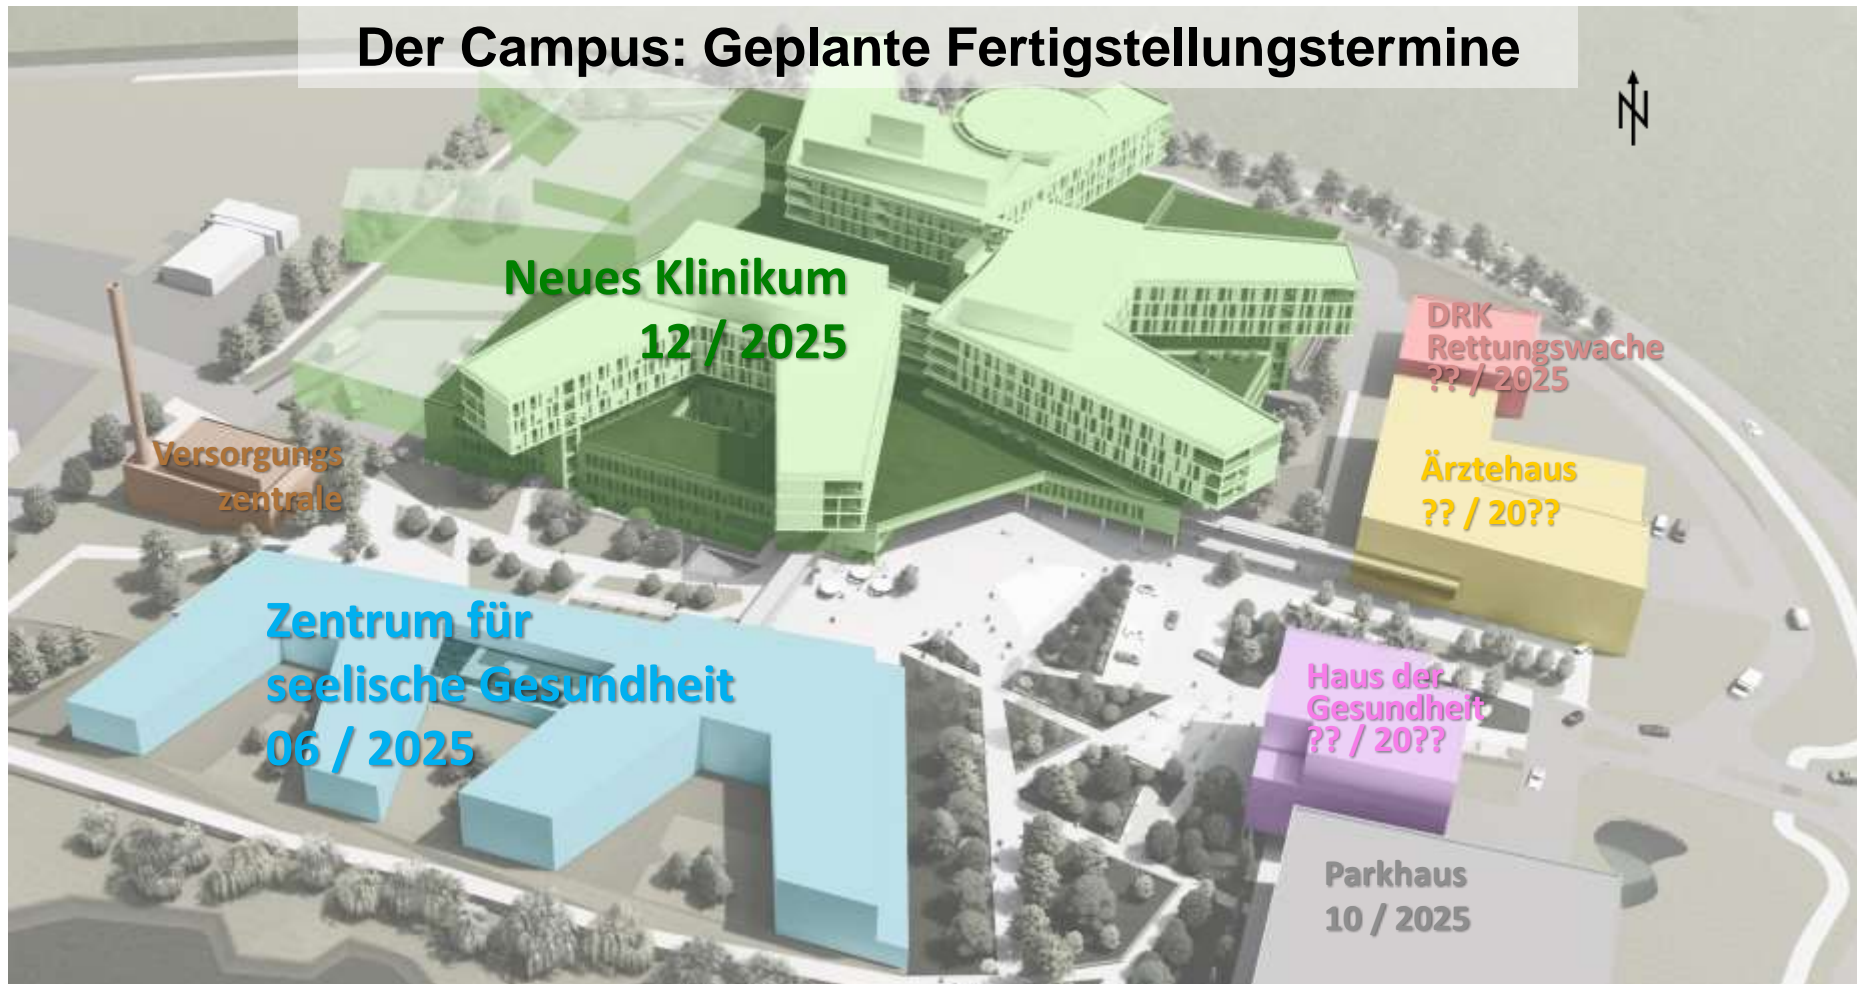 Der Campus: Geplante Fertigstellungstermine
N
Neues Klinikum
12 / 2025
DRK
Rettungswache
?? / 2025
Versorgungs
zentrale
Ärztehaus
?? / 20??
Zentrum für
seelische Gesundheit
06 / 2025
Haus der
Gesundheit
?? / 20??
Parkhaus
10 / 2025